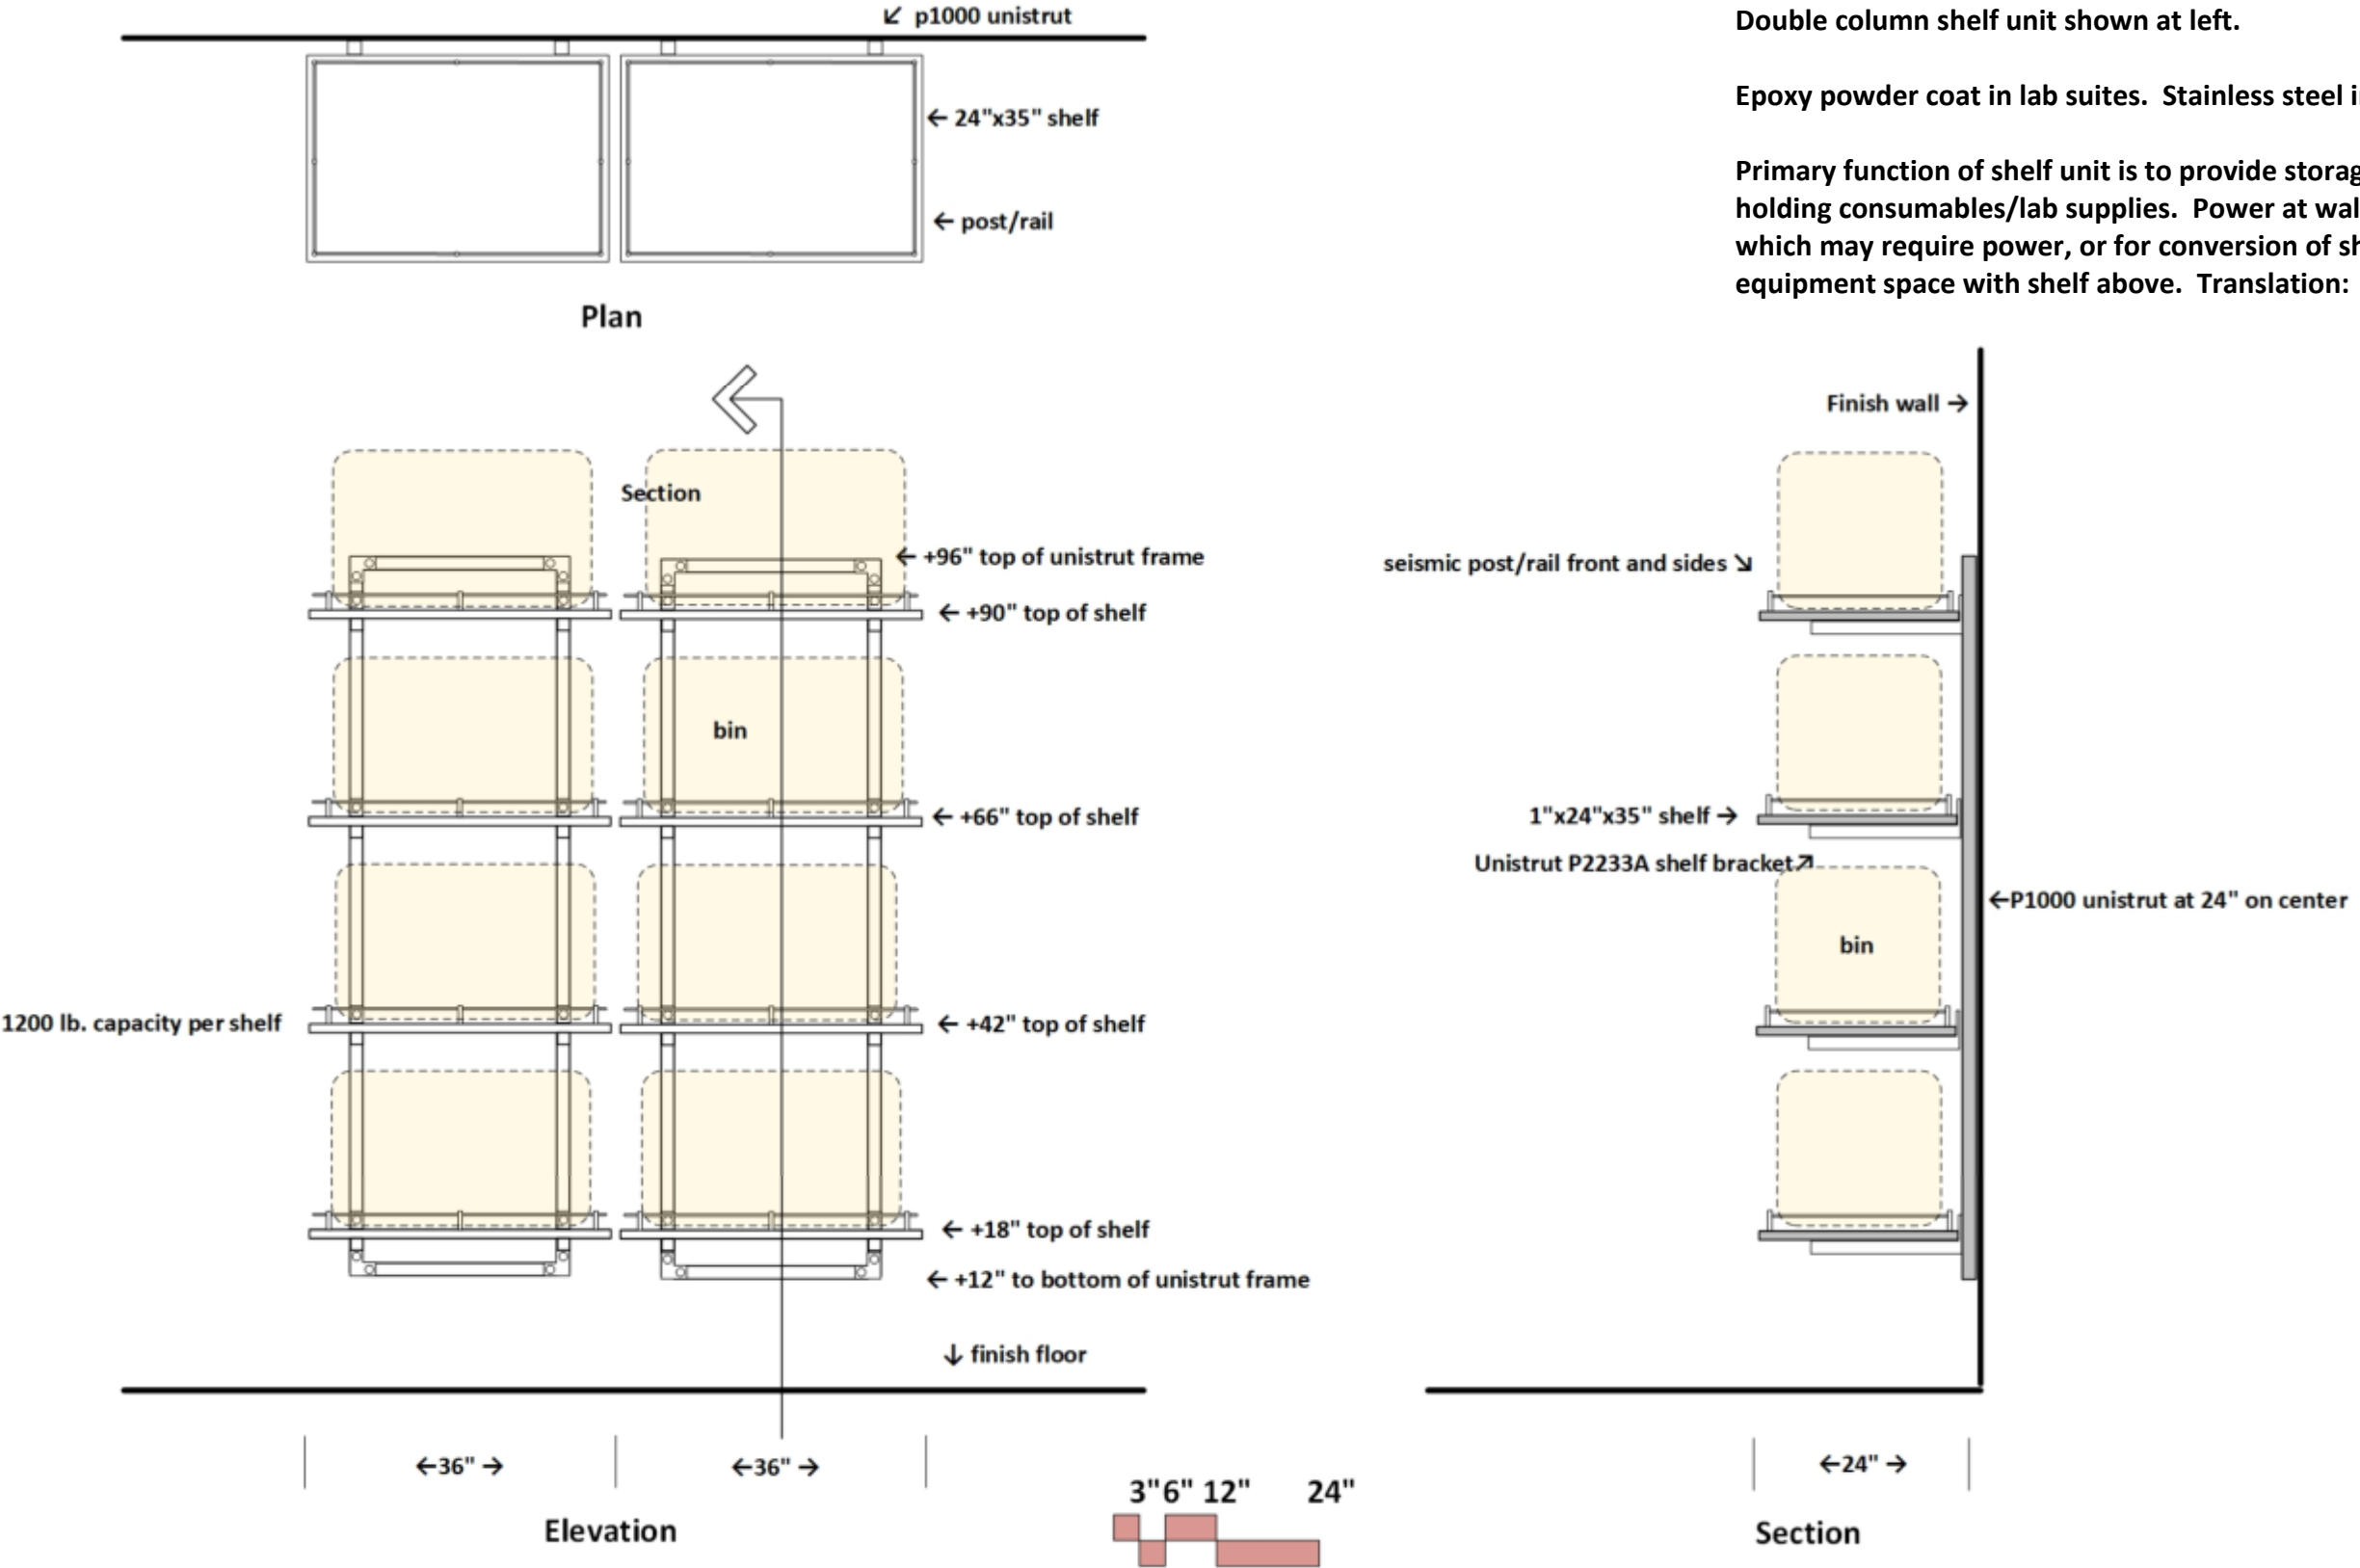 ↙ p1000 unistrut
← 24"x35" shelf
← post/rail
Plan
Double column shelf unit shown at left.
Epoxy powder coat in lab suites.  Stainless steel
Primary function of shelf unit is to provide
holding consumables/lab supplies.  Power at
which may require power, or for conversion of
equipment space with shelf above.  Translation:
Section
← +96" top of unistrut frame
← +90" top of shelf
bin
← +66" top of shelf
1200 lb. capacity per shelf
← +42" top of shelf
← +18" top of shelf
← +12" to bottom of unistrut frame
↓ finish floor
←36" →
←36" →
Elevation
3"6" 12" 24"
Finish wall →
seismic post/rail front and sides ↘
1"x24"x35" shelf →
Unistrut P2233A shelf bracket↗
←P1000 unistrut at 24" on center
bin
←24" →
Section